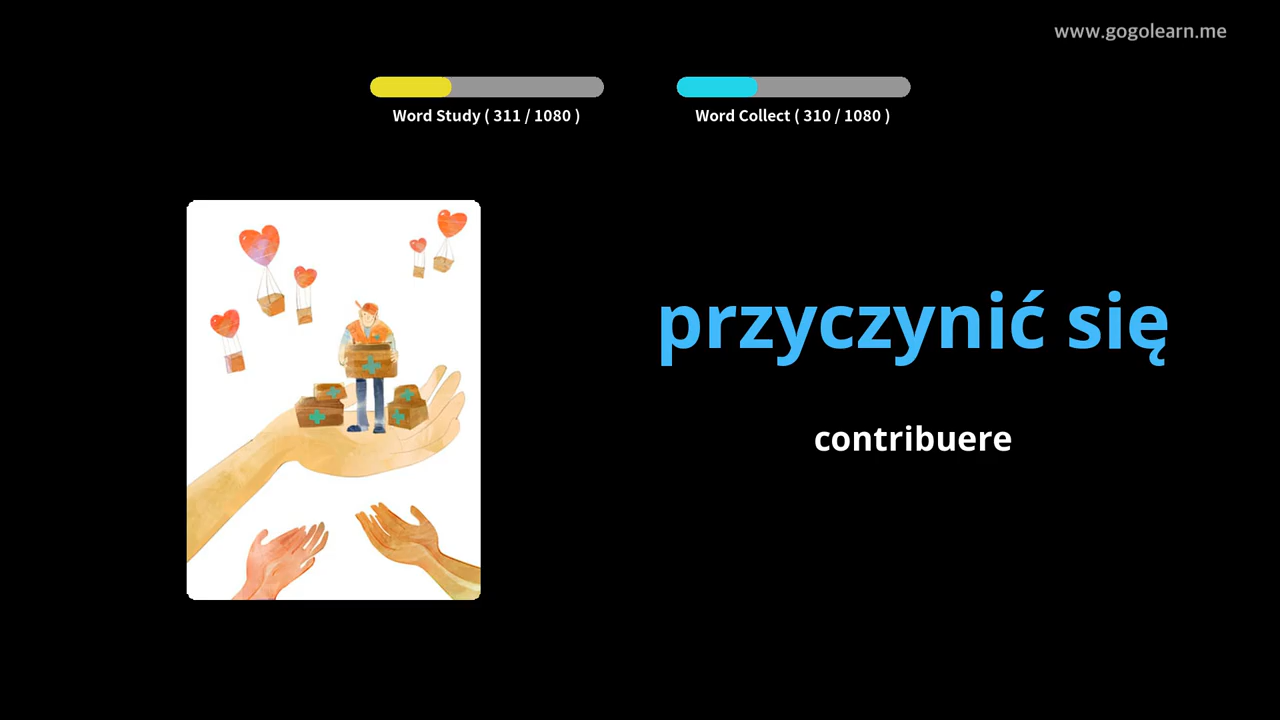 www.gogolearn.me
Word Study ( 311 / 1080 )
Word Collect ( 310 / 1080 )
przyczynić się
contribuere